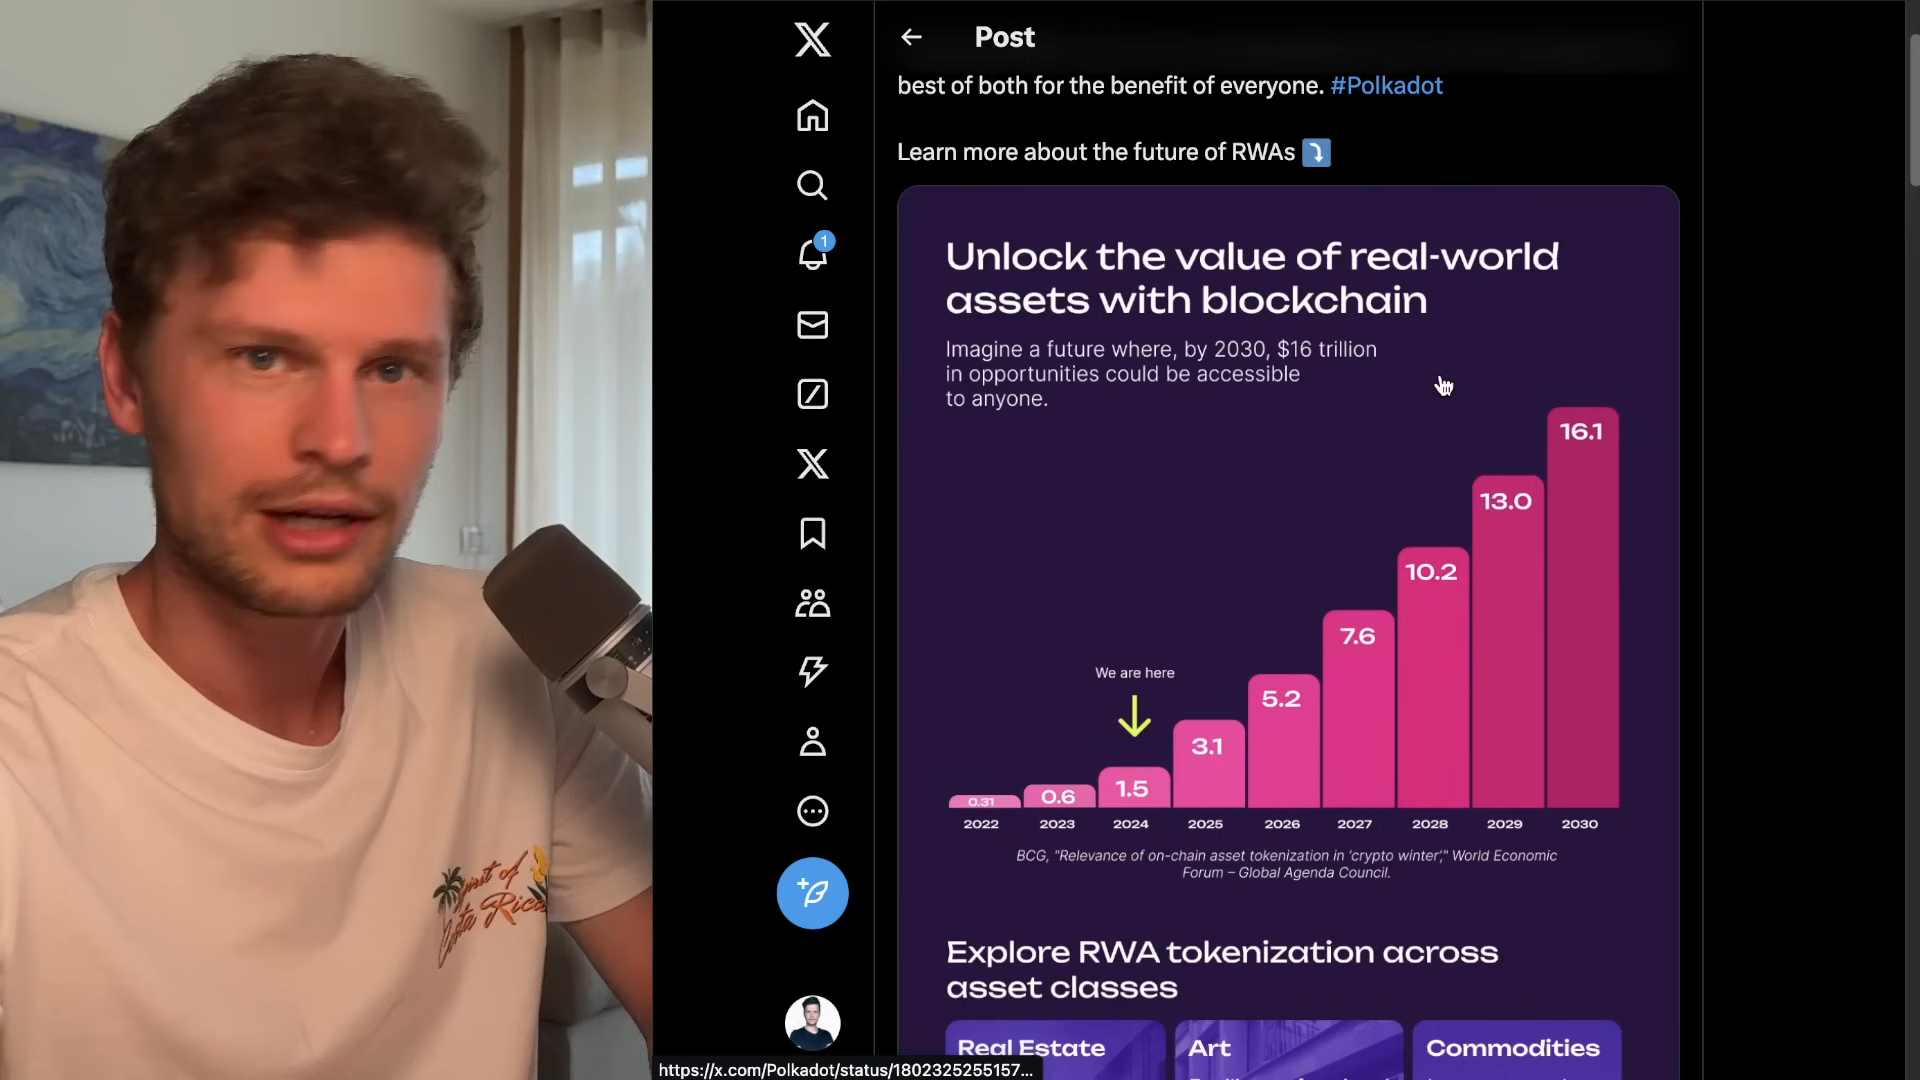 Post
best of both for the benefit of everyone. #Polkadot
Learn more about the future of RWAs
Unlock the value of real-world
assets with blockchain
Imagine a future where, by 2030, $16 trillion
in opportunities could be accessible
to anyone.
16.1
13.0
10.2
7.6
We are here
5.2
3.1
1.5
0.6
0.31
2022 2023 2024 2025 2026 2027 2028 2029 2030
BCG, "Relevance of on-chain asset tokenization in 'crypto winter'," World Economic
Forum – Global Agenda Council.
Explore RWA tokenization across
asset classes
Real Estate
Art
Commodities
https://x.com/Polkadot/status/1802325255157...
1
Spirit of
Costa Rica